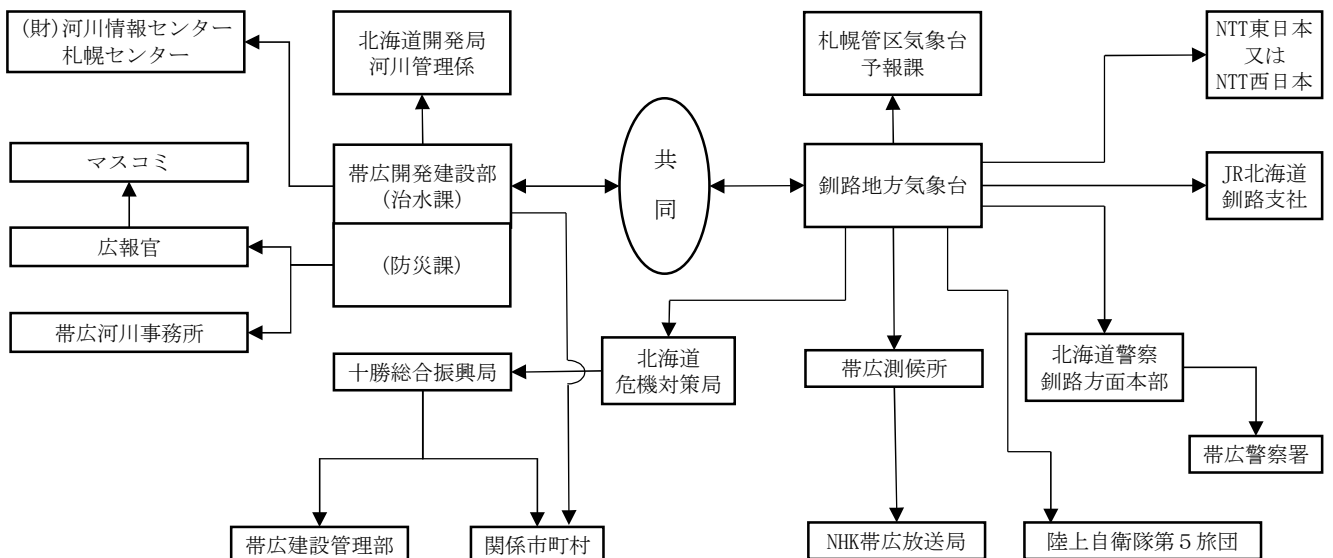 (財)河川情報センター
札幌センター
北海道開発局
河川管理係
札幌管区気象台
予報課
NTT東日本
又は
NTT西日本
マスコミ
帯広開発建設部
(治水課)
共
同
釧路地方気象台
JR北海道
釧路支社
広報官
(防災課)
帯広河川事務所
十勝総合振興局
北海道
危機対策局
帯広測候所
北海道警察
釧路方面本部
帯広警察署
帯広建設管理部
関係市町村
NHK帯広放送局
陸上自衛隊第５旅団